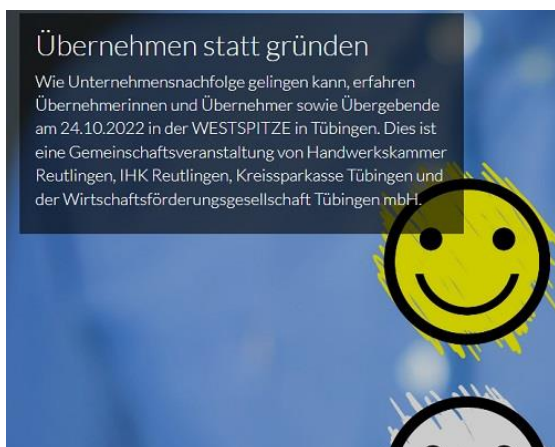 Übernehmen statt gründen
Wie Unternehmensnachfolge gelingen kann, erfahren
Übernehmerinnen und Übernehmer sowie Übergebende
am 24.10.2022 in der WESTSPITZE in Tübingen. Dies ist
eine Gemeinschaftsveranstaltung von Handwerkskammer
Reutlingen, IHK Reutlingen, Kreissparkasse Tübingen und
der Wirtschaftsförderungsgesellschaft Tübingen mbH.